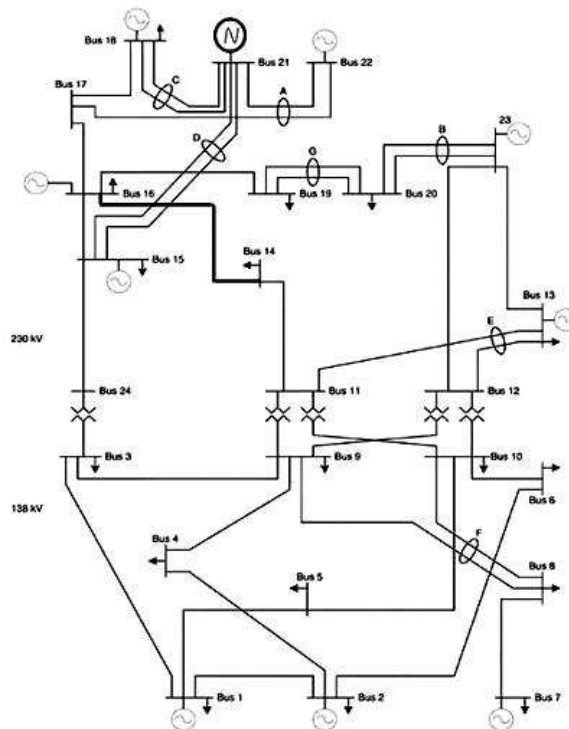 N
Bus 18
Bus 21
Bus 22
Bus 17
C
A
D
23
B
G
Bus 16
Bus 19
Bus 20
Bus 14
Bus 15
Bus 13
E
230 kV
Bus 24
Bus 11
Bus 12
Bus 3
Bus 9
Bus 10
Bus 6
138 kV
Bus 4
F
Bus 5
Bus 8
Bus 1
Bus 2
Bus 7